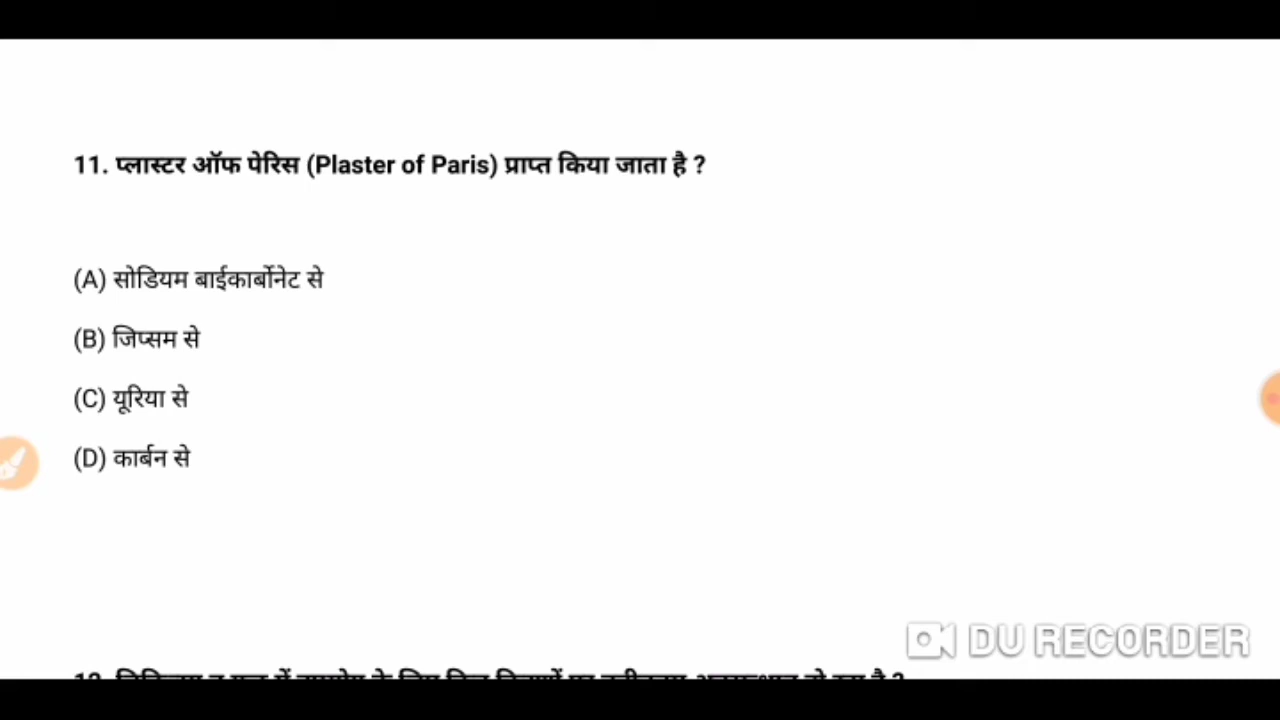 11. प्लास्टर ऑफ पेरिस (Plaster of Paris) प्राप्त किया जाता है ?
(A) सोडियम बाईकार्बोनेट से
(B) जिप्सम से
(C) यूरिया से
(D) कार्बन से
DU RECORDER